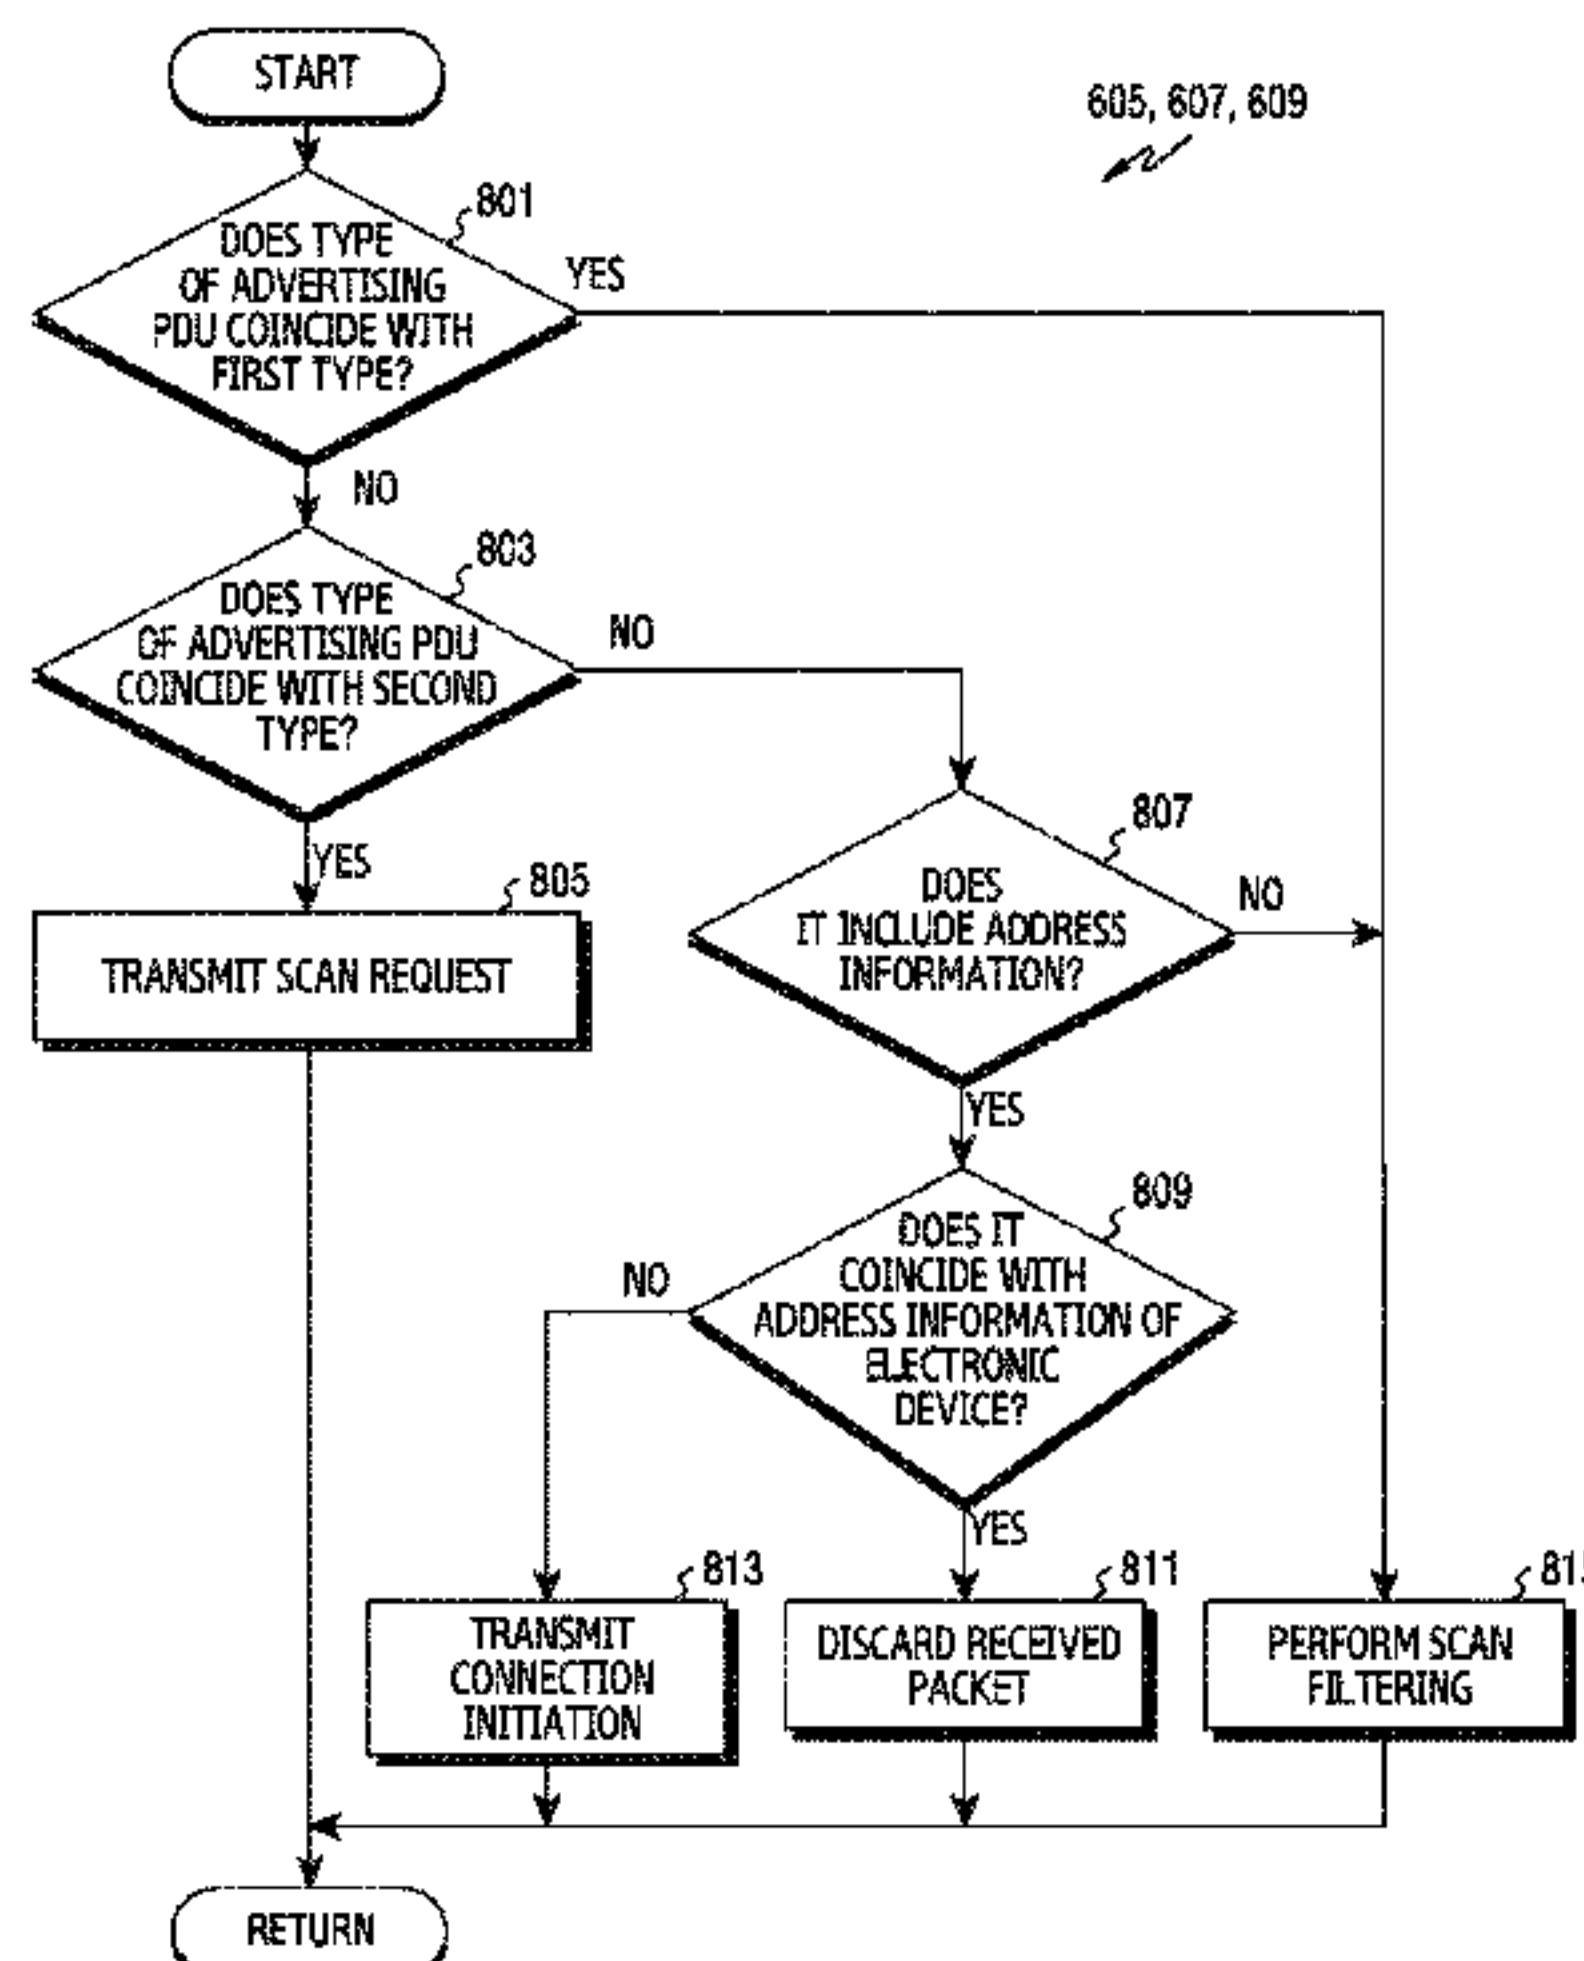 START
605, 607, 609
801
DOES TYPE
OF ADVERTISING
PDU COINCIDE WITH
FIRST TYPE?
YES
NO
803
DOES TYPE
OF ADVERTISING PDU
COINCIDE WITH SECOND
TYPE?
NO
YES
805
TRANSMIT SCAN REQUEST
807
DOES
IT INCLUDE ADDRESS
INFORMATION?
NO
YES
809
DOES IT
COINCIDE WITH
ADDRESS INFORMATION OF
ELECTRONIC
DEVICE?
NO
YES
813
TRANSMIT
CONNECTION
INITIATION
811
DISCARD RECEIVED
PACKET
815
PERFORM SCAN
FILTERING
RETURN